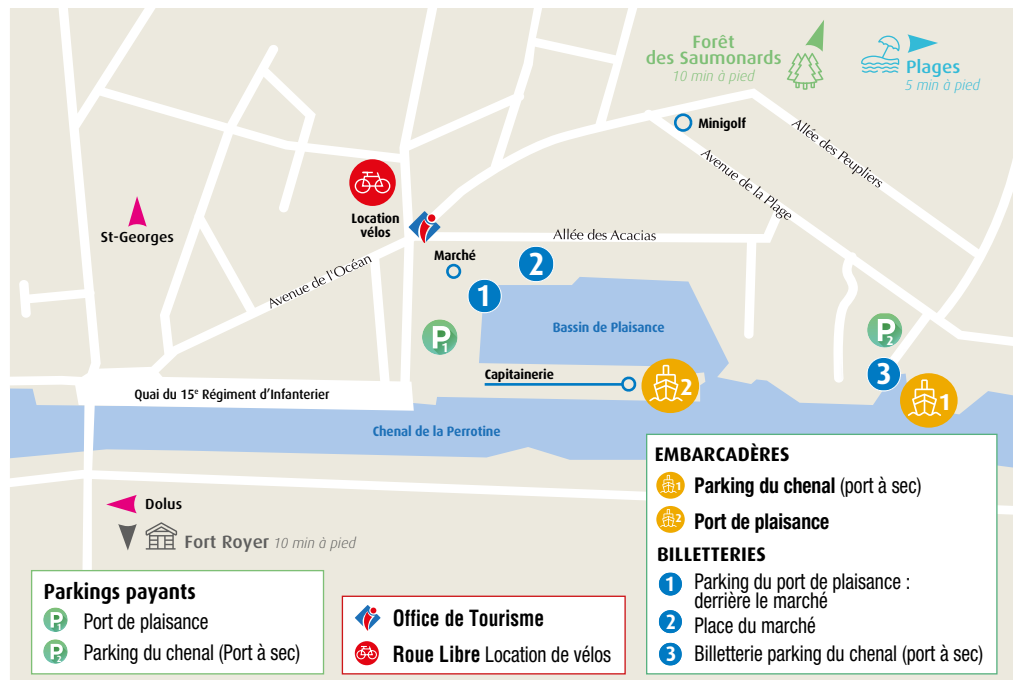 Forêt
des Saumonards
10 min à pied
Plages
5 min à pied
Minigolf
Allée des Peupliers
Avenue de la Plage
Location
vélos
St-Georges
Allée des Acacias
Marché
2
Avenue de l'Océan
1
P1
Bassin de Plaisance
P2
Capitainerie
2
3
1
Quai du 15e Régiment d'Infanterier
Chenal de la Perrotine
EMBARCADÈRES
1 Parking du chenal (port à sec)
2 Port de plaisance
BILLETTERIES
1 Parking du port de plaisance :
derrière le marché
2 Place du marché
3 Billetterie parking du chenal (port à sec)
Dolus
Fort Royer 10 min à pied
Parkings payants
P1 Port de plaisance
P2 Parking du chenal (Port à sec)
Office de Tourisme
Roue Libre Location de vélos